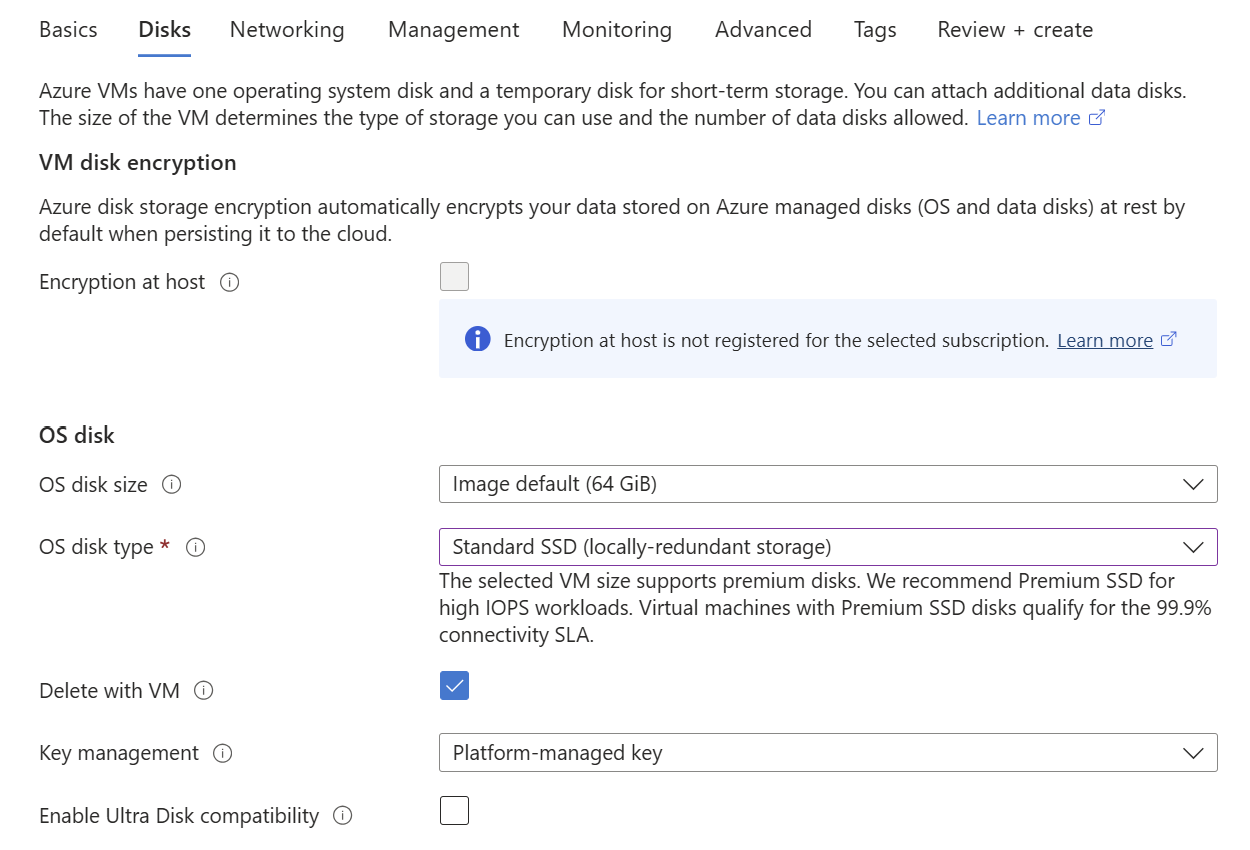 Basics Disks Networking Management Monitoring Advanced Tags Review + create
Azure VMs have one operating system disk and a temporary disk for short-term storage. You can attach additional data disks.
The size of the VM determines the type of storage you can use and the number of data disks allowed. Learn more
VM disk encryption
Azure disk storage encryption automatically encrypts your data stored on Azure managed disks (OS and data disks) at rest by
default when persisting it to the cloud.
Encryption at host
Encryption at host is not registered for the selected subscription. Learn more
OS disk
OS disk size Image default (64 GiB)
OS disk type * Standard SSD (locally-redundant storage)
The selected VM size supports premium disks. We recommend Premium SSD for
high IOPS workloads. Virtual machines with Premium SSD disks qualify for the 99.9%
connectivity SLA.
Delete with VM
Key management Platform-managed key
Enable Ultra Disk compatibility